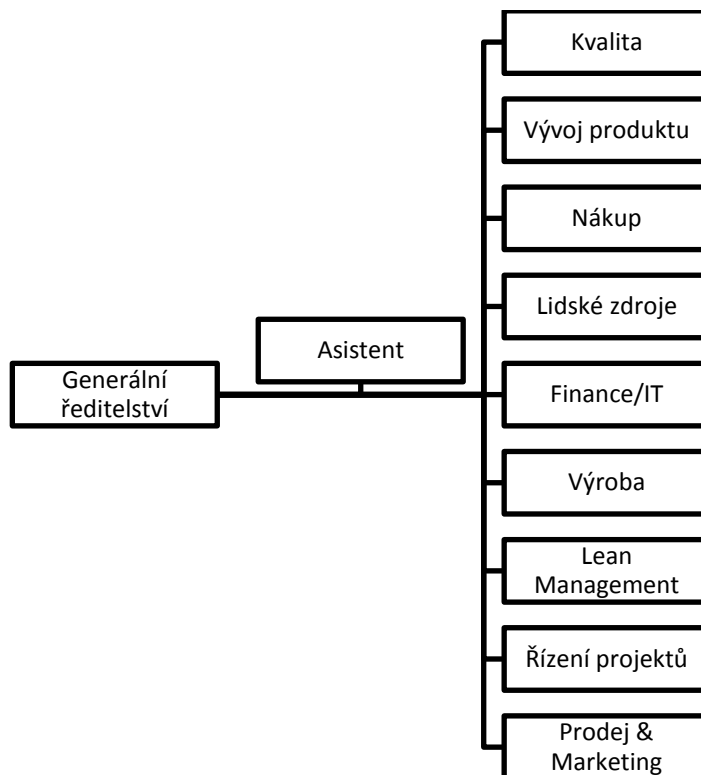 Kvalita
Vývoj produktu
Nákup
Lidské zdroje
Asistent
Generální
ředitelství
Finance/IT
Výroba
Lean
Management
Řízení projektů
Prodej &
Marketing